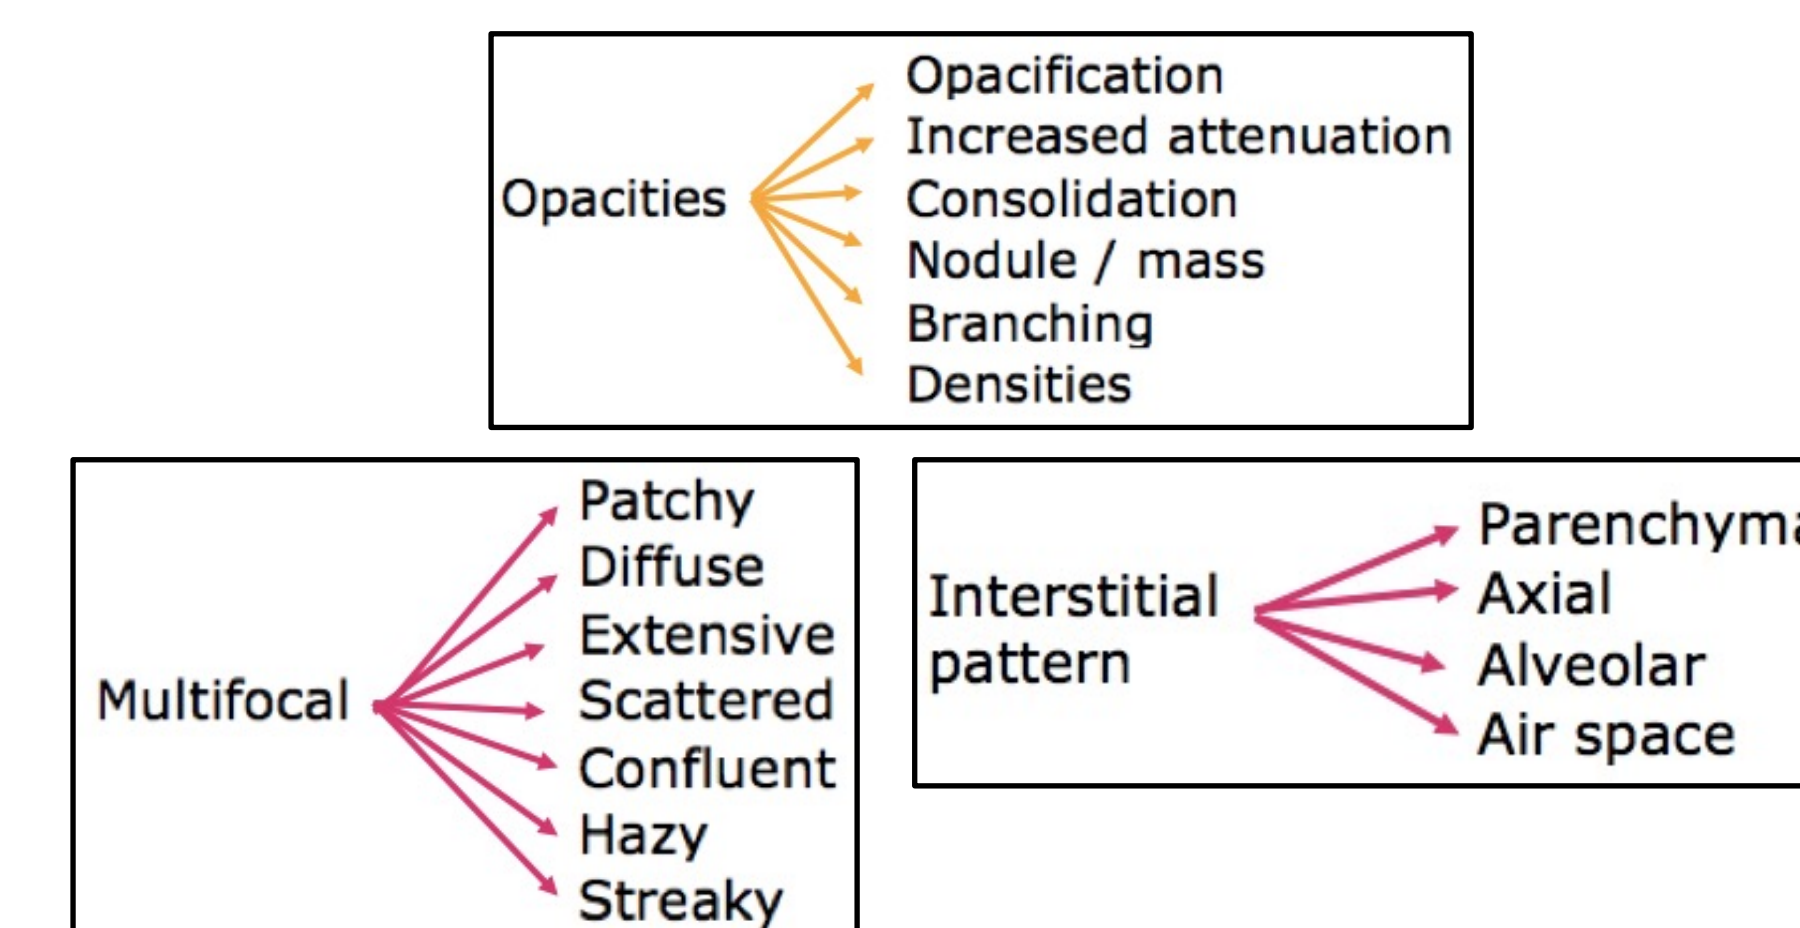 Opacities
Opacification
Increased attenuation
Consolidation
Nodule / mass
Branching
Densities
Multifocal
Patchy
Diffuse
Extensive
Scattered
Confluent
Hazy
Streaky
Interstitial
pattern
Axial
Alveolar
Air space